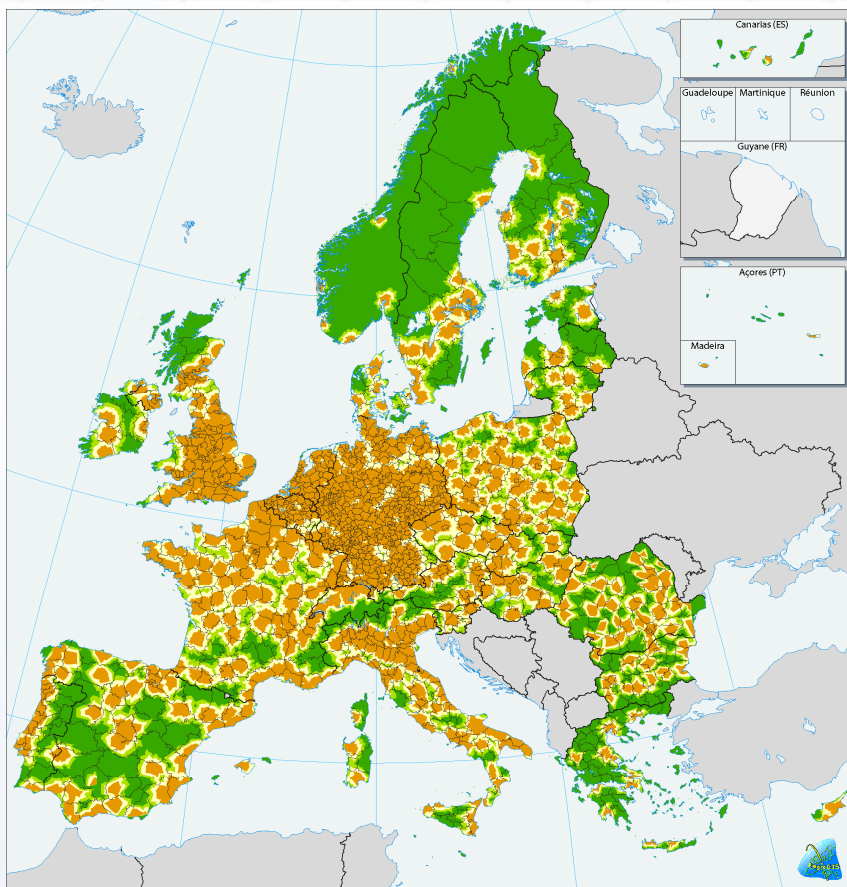 Canarias (ES)
Guadeloupe
Martinique
Réunion
Guyane (FR)
Açores (PT)
Madeira